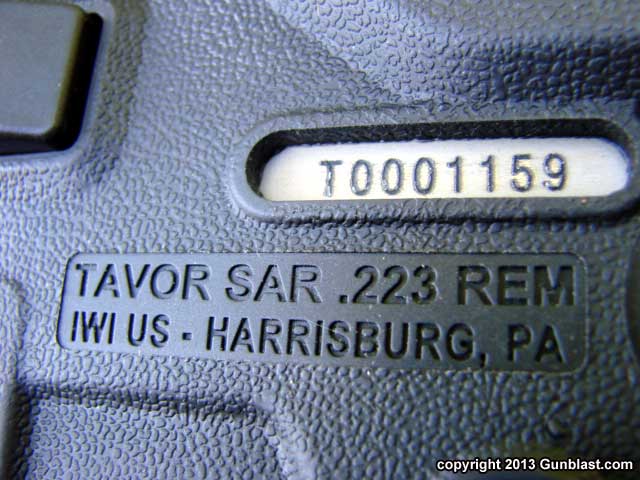 T0001159
TAVOR SAR .223 REM
IWI US - HARRISBURG, PA
copyright 2013 Gunblast.com